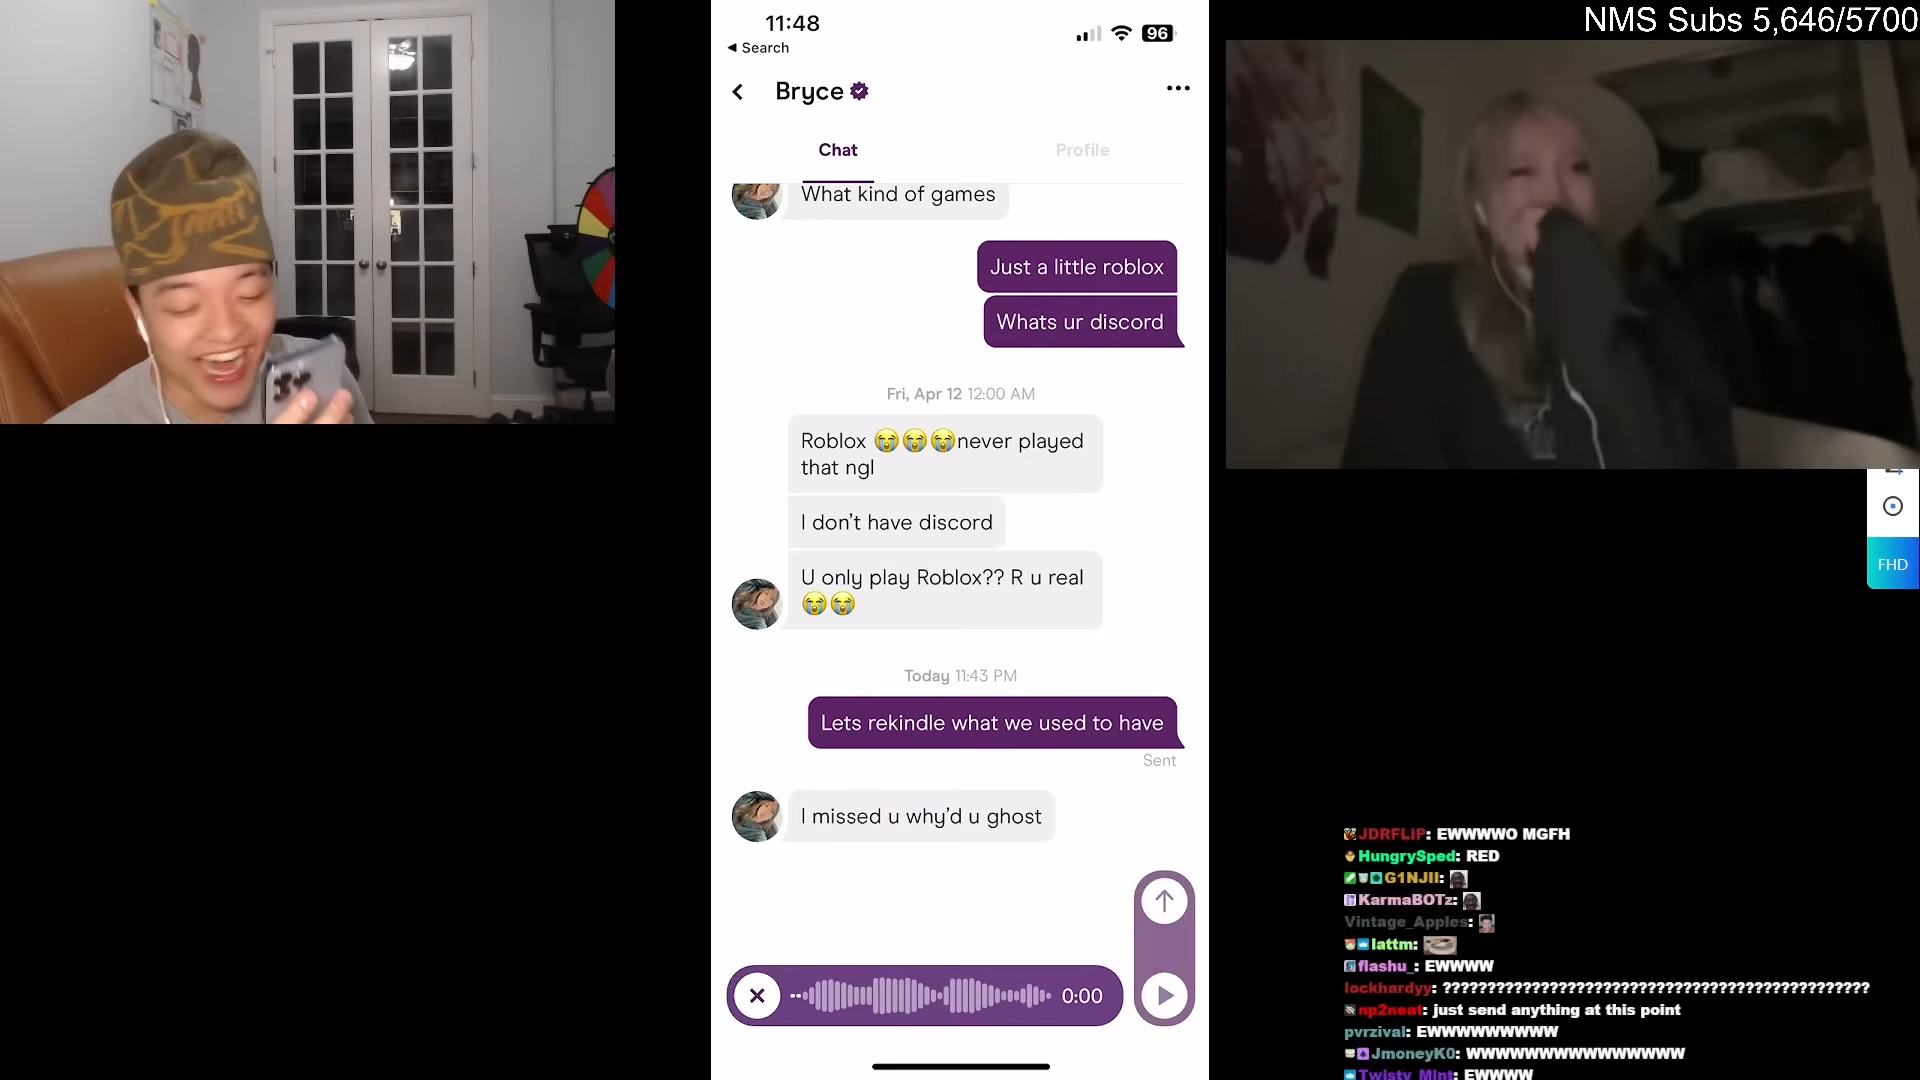 NMS Subs 5,646/5700
11:48
96
◀ Search
Bryce
Chat
Profile
What kind of games
Just a little roblox
Whats ur discord
Fri, Apr 12 12:00 AM
Roblox 😭😭😭never played
that ngl
I don’t have discord
U only play Roblox?? R u real
😭😭
Today 11:43 PM
Lets rekindle what we used to have
Sent
I missed u why’d u ghost
0:00
FHD
JDRFLIP: EWWWWO MGFH
HungrySped: RED
G1NJII:
KarmaBOTz:
Vintage_Apples:
lattm:
flashu_: EWWWW
lockhardyy: ????????????????????????????????????????????????
np2neat: just send anything at this point
pvrzival: EWWWWWWWWW
JmoneyK0: WWWWWWWWWWWWWWWW
Twisty_Mint: EWWWW